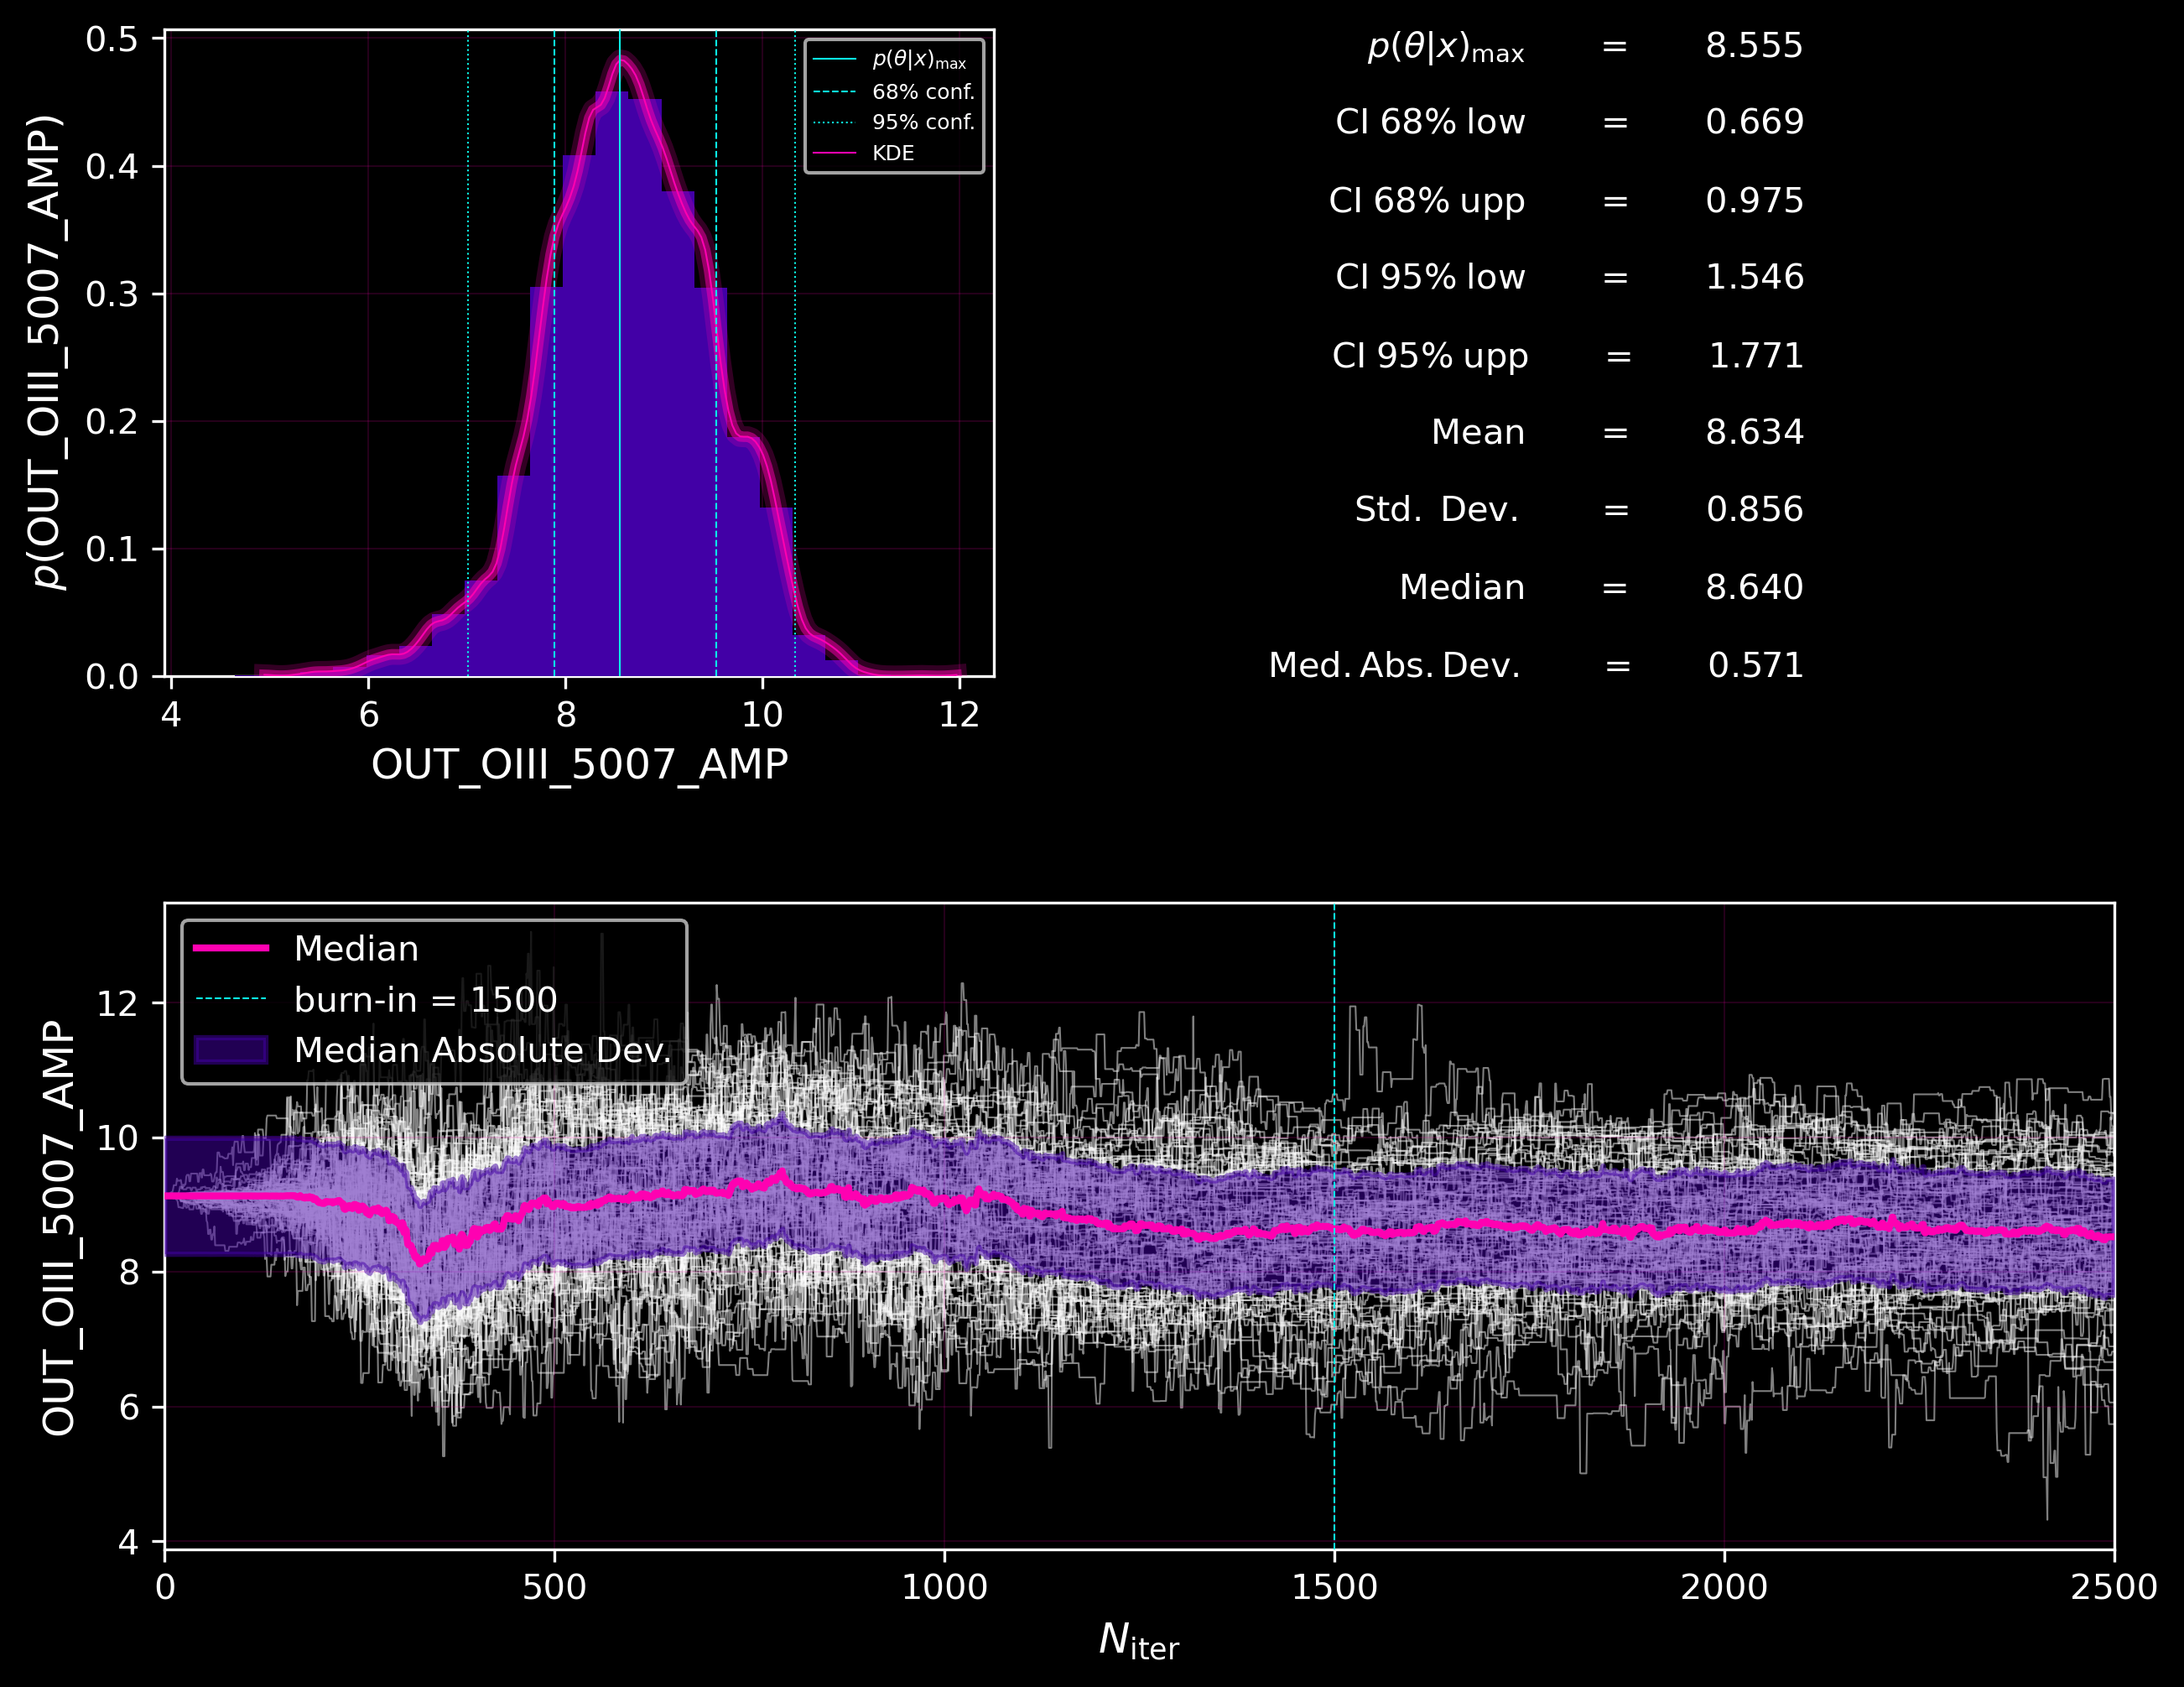 p(OUT_OIII_5007_AMP)
0.5
0.4
0.3
0.2
0.1
0.0
4 6 8 10 12
OUT_OIII_5007_AMP
p(θ|x)max
68% conf.
95% conf.
KDE
p(θ|x)max = 8.555
CI 68% low = 0.669
CI 68% upp = 0.975
CI 95% low = 1.546
CI 95% upp = 1.771
Mean = 8.634
Std. Dev. = 0.856
Median = 8.640
Med. Abs. Dev. = 0.571
OUT_OIII_5007_AMP
12
10
8
6
4
Median
burn-in = 1500
Median Absolute Dev.
0 500 1000 1500 2000 2500
Niter